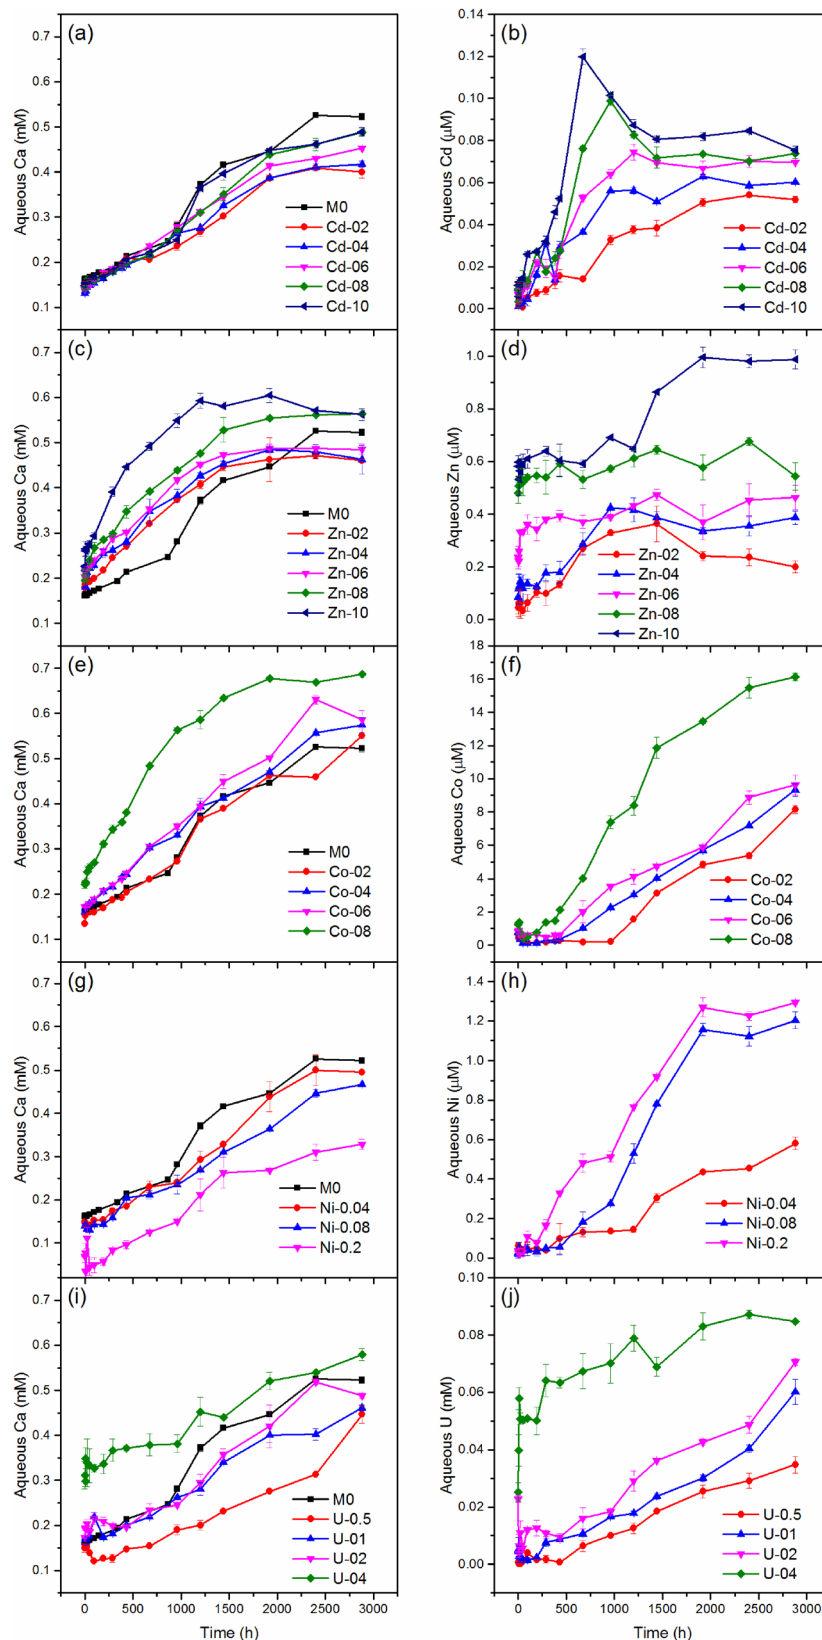 (a)
Aqueous Ca (mM)
0.7
0.6
0.5
0.4
0.3
0.2
0.1
M0
Cd-02
Cd-04
Cd-06
Cd-08
Cd-10
(b)
Aqueous Cd (μM)
0.14
0.12
0.10
0.08
0.06
0.04
0.02
0.00
Cd-02
Cd-04
Cd-06
Cd-08
Cd-10
(c)
Aqueous Ca (mM)
0.7
0.6
0.5
0.4
0.3
0.2
0.1
M0
Zn-02
Zn-04
Zn-06
Zn-08
Zn-10
(d)
Aqueous Zn (μM)
1.0
0.8
0.6
0.4
0.2
0.0
Zn-02
Zn-04
Zn-06
Zn-08
Zn-10
(e)
Aqueous Ca (mM)
0.7
0.6
0.5
0.4
0.3
0.2
0.1
M0
Co-02
Co-04
Co-06
Co-08
(f)
Aqueous Co (μM)
18
16
14
12
10
8
6
4
2
0
Co-02
Co-04
Co-06
Co-08
(g)
Aqueous Ca (mM)
0.7
0.6
0.5
0.4
0.3
0.2
0.1
M0
Ni-0.04
Ni-0.08
Ni-0.2
(h)
Aqueous Ni (μM)
1.4
1.2
1.0
0.8
0.6
0.4
0.2
0.0
Ni-0.04
Ni-0.08
Ni-0.2
(i)
Aqueous Ca (mM)
0.7
0.6
0.5
0.4
0.3
0.2
0.1
M0
U-0.5
U-01
U-02
U-04
0 500 1000 1500 2000 2500 3000
Time (h)
(j)
Aqueous U (mM)
0.10
0.08
0.06
0.04
0.02
0.00
U-0.5
U-01
U-02
U-04
0 500 1000 1500 2000 2500 3000
Time (h)